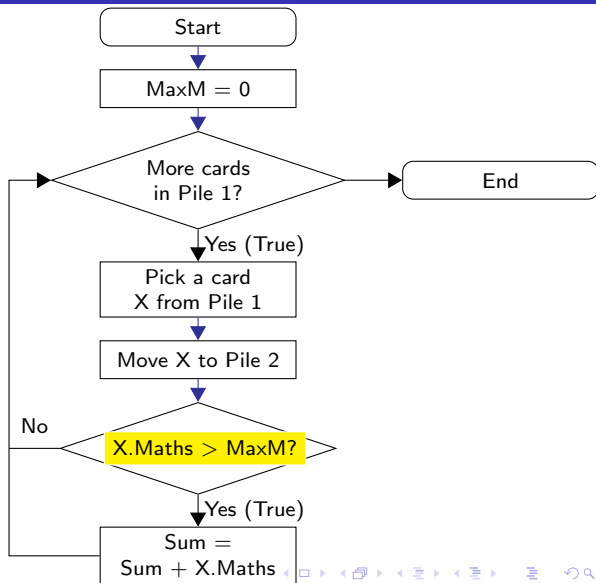 Start
MaxM = 0
More cards
in Pile 1?
End
Yes (True)
Pick a card
X from Pile 1
Move X to Pile 2
No
X.Maths > MaxM?
Yes (True)
Sum =
Sum + X.Maths